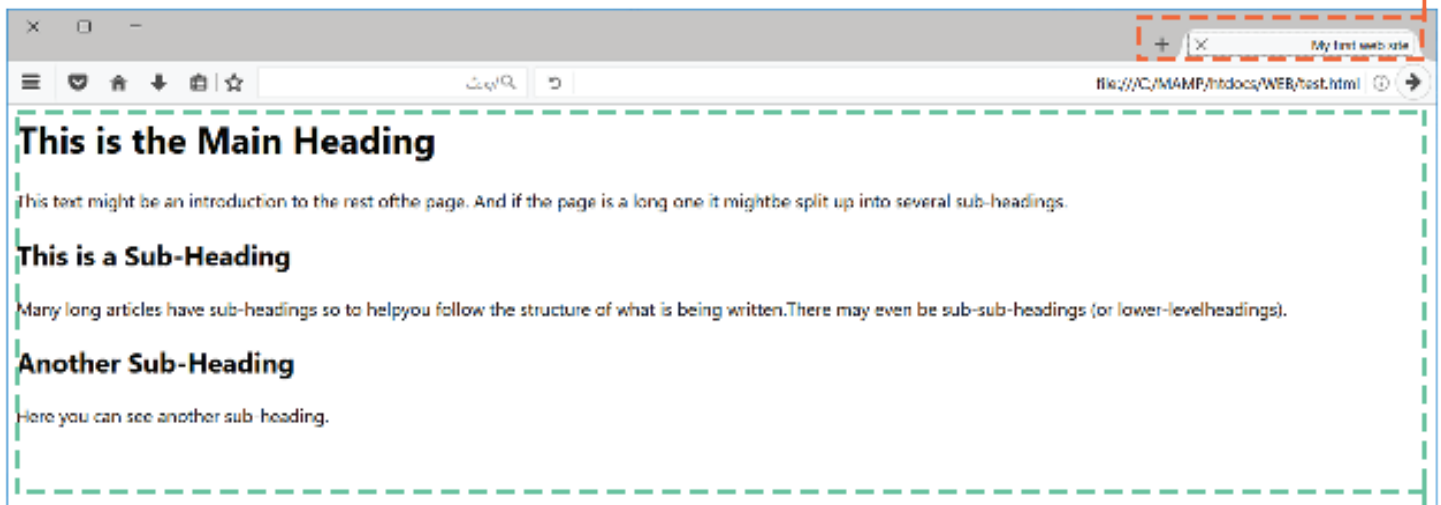 My first web site
file:///C:/MAMP/htdocs/WEB/test.html
بحث
This is the Main Heading
This text might be an introduction to the rest ofthe page. And if the page is a long one it mightbe split up into several sub-headings.
This is a Sub-Heading
Many long articles have sub-headings so to helpyou follow the structure of what is being written.There may even be sub-sub-headings (or lower-levelheadings).
Another Sub-Heading
Here you can see another sub-heading.